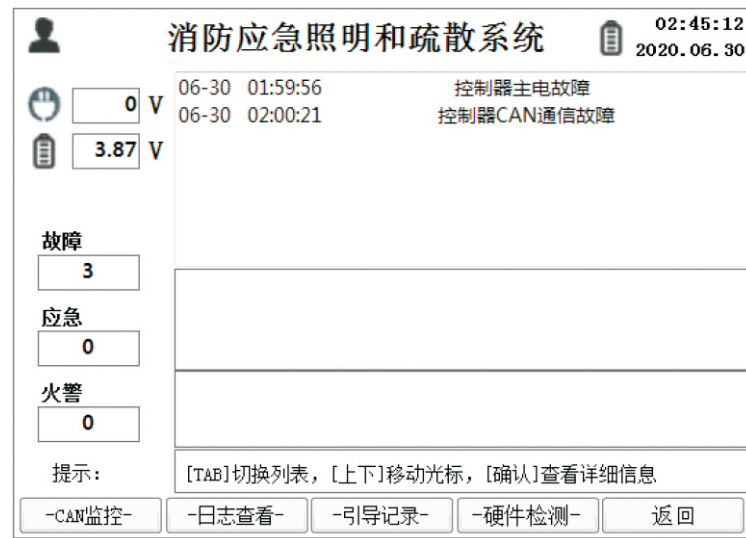 消防应急照明和疏散系统
02:45:12
2020.06.30
0 V
3.87 V
06-30 01:59:56 控制器主电故障
06-30 02:00:21 控制器CAN通信故障
故障
3
应急
0
火警
0
提示: [TAB]切换列表, [上下]移动光标, [确认]查看详细信息
-CAN监控- -日志查看- -引导记录- -硬件检测- 返回